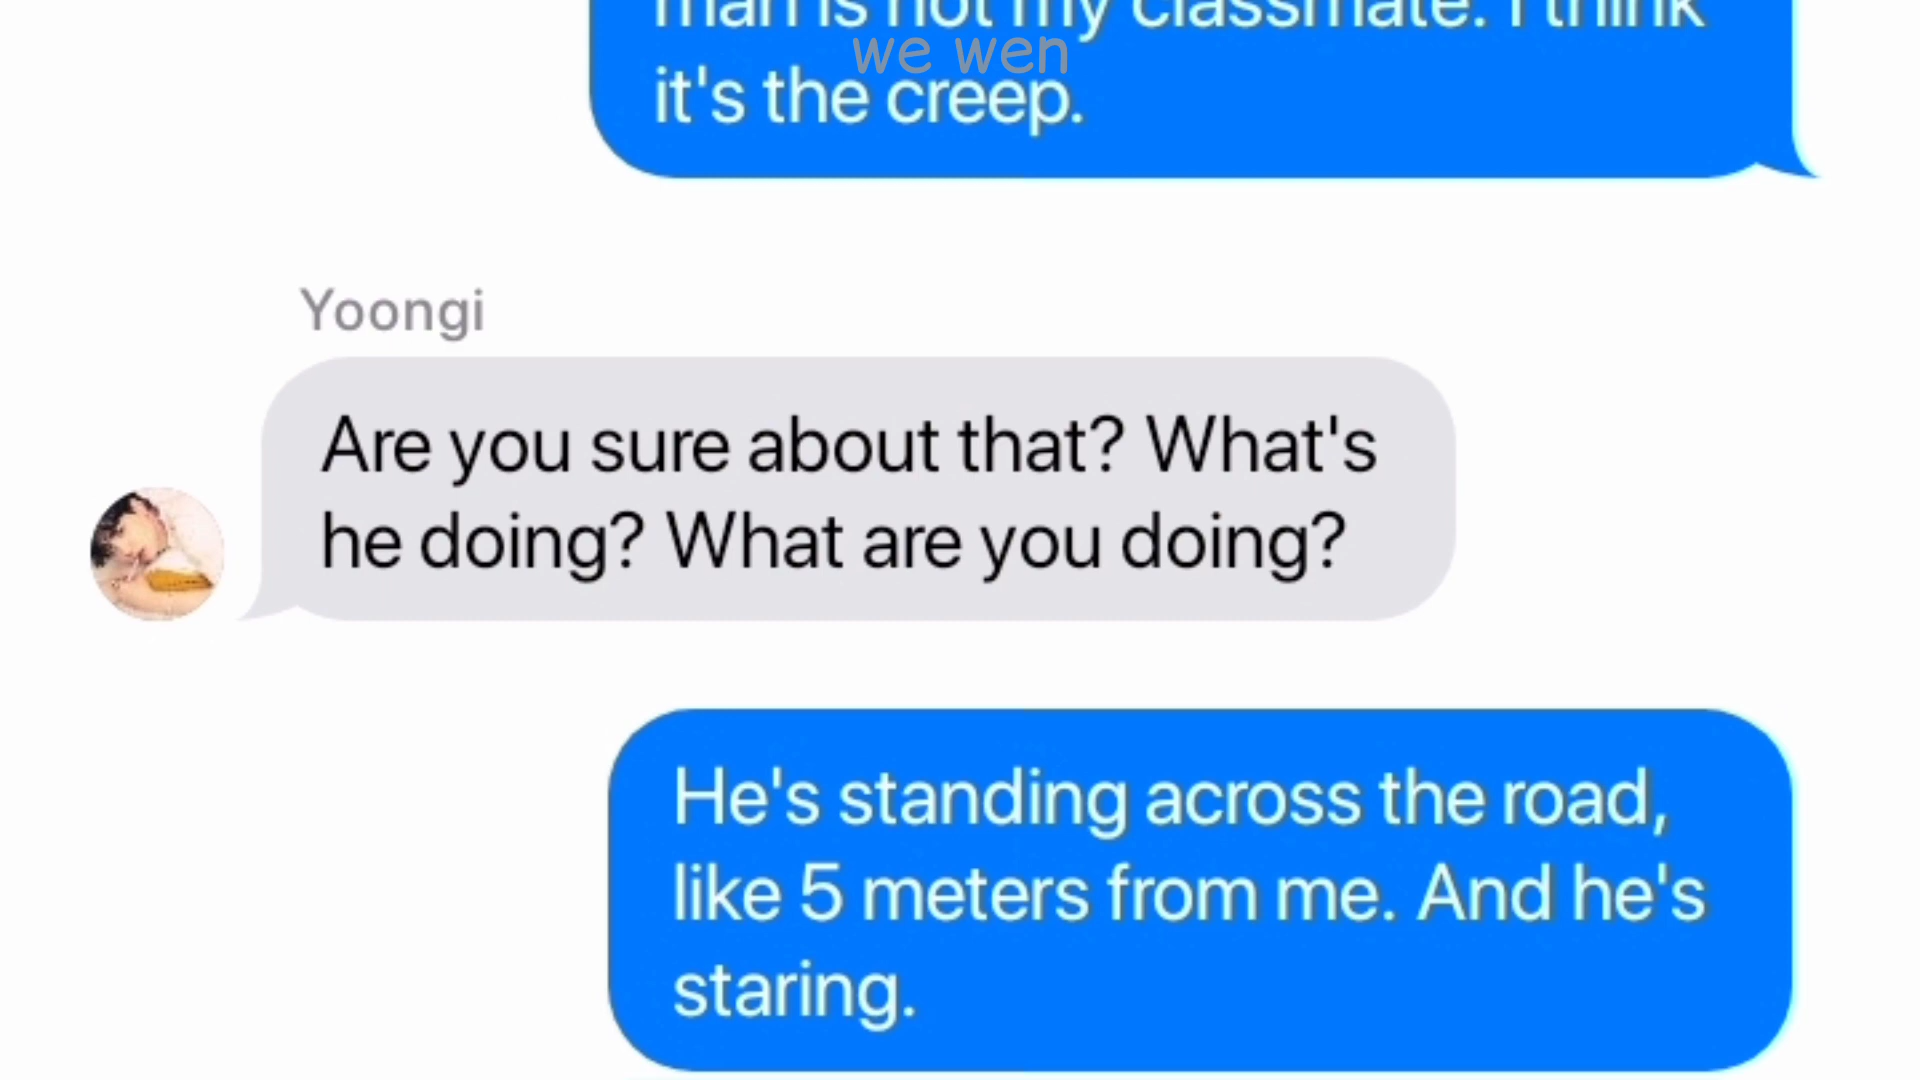 man is not my classmate. I think
we wen
it's the creep.
Yoongi
Are you sure about that? What's
he doing? What are you doing?
He's standing across the road,
like 5 meters from me. And he's
staring.